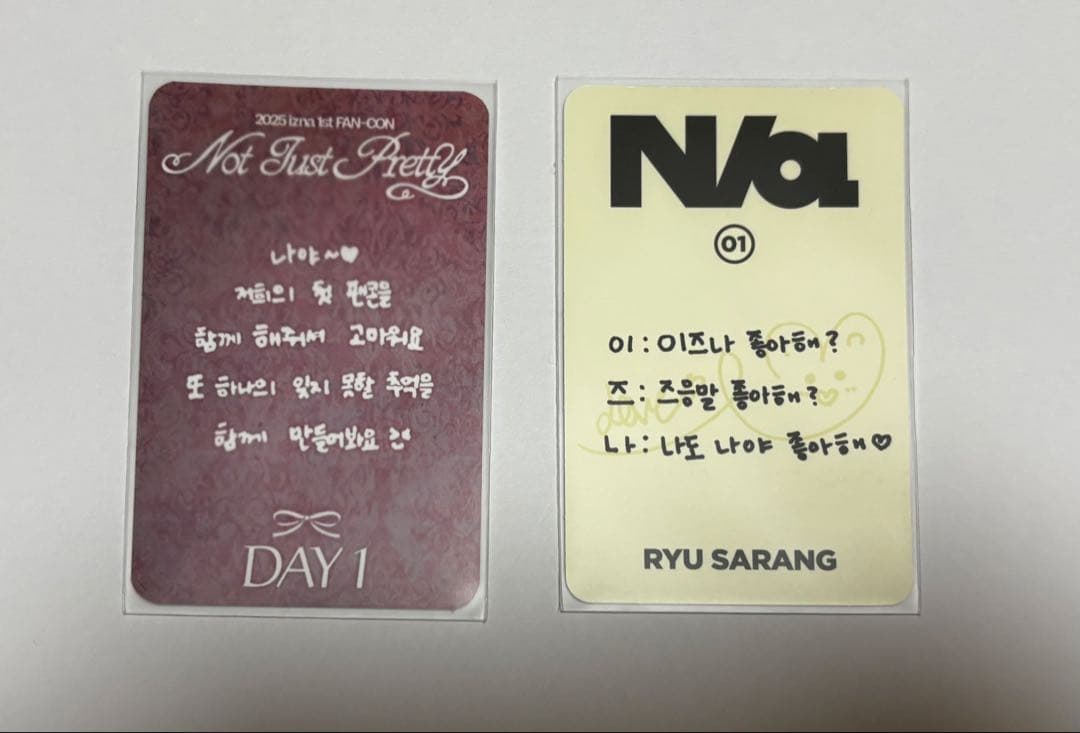 2025 izna 1st FAN-CON
Not Just Pretty
나야~♥
저희의 첫 팬콘을
함께 해줘서 고마워요
또 하나의 잊지 못할 추억을
함께 만들어봐요
DAY 1
N/a
01
이 : 이즈나 좋아해?
즈 : 즈응말 좋아해?
나 : 나도 나야 좋아해♡
RYU SARANG